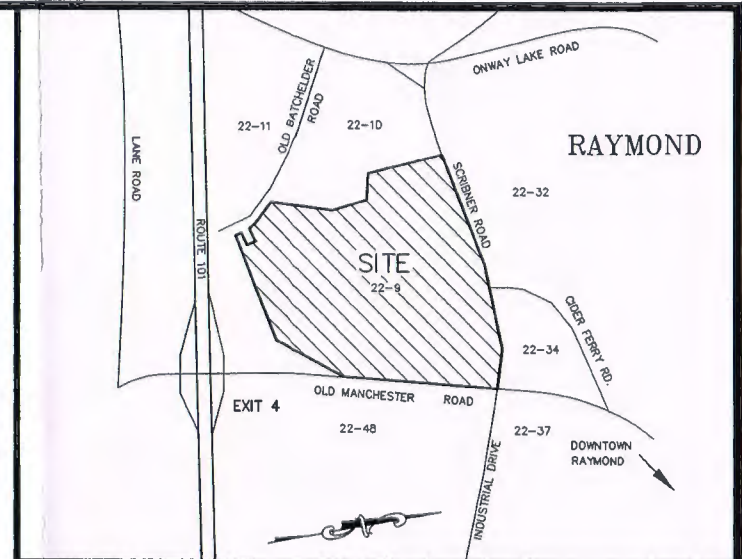 ONWAY LAKE ROAD
OLD BATCHELDER
ROAD
22-11
22-10
RAYMOND
LANE ROAD
SCRIBNER ROAD
22-32
ROUTE 101
SITE
22-9
CIDER FERRY RD.
22-34
OLD MANCHESTER ROAD
EXIT 4
22-48
22-37
INDUSTRIAL DRIVE
DOWNTOWN
RAYMOND